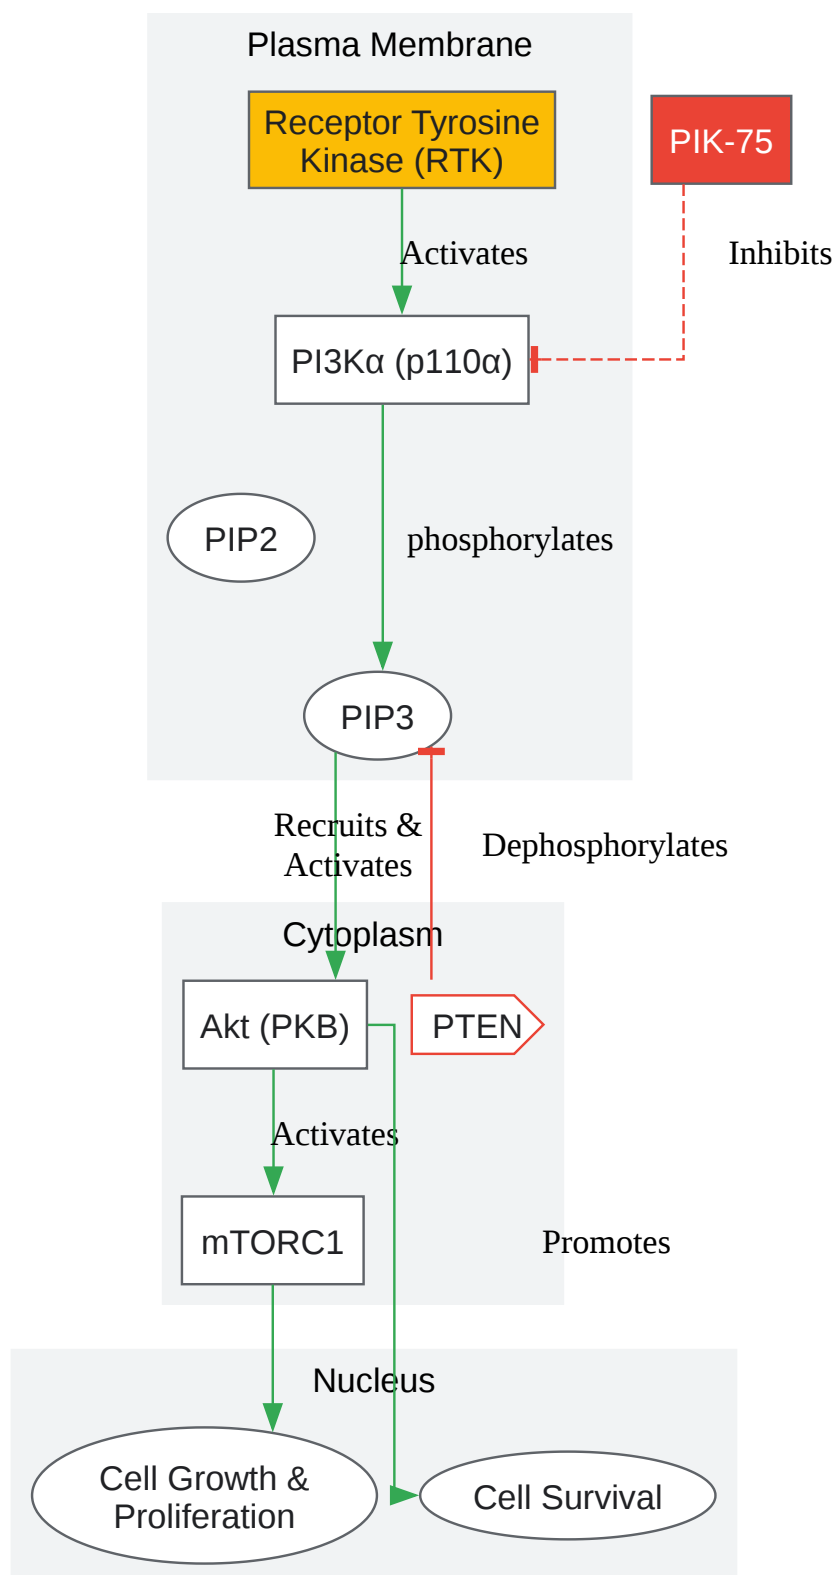 Plasma Membrane
Receptor Tyrosine
Kinase (RTK)
PIK-75
Activates
Inhibits
PI3Kα (p110α)
PIP2
phosphorylates
PIP3
Recruits &
Activates
Dephosphorylates
Cytoplasm
Akt (PKB)
PTEN
Activates
mTORC1
Promotes
Nucleus
Cell Growth &
Proliferation
Cell Survival